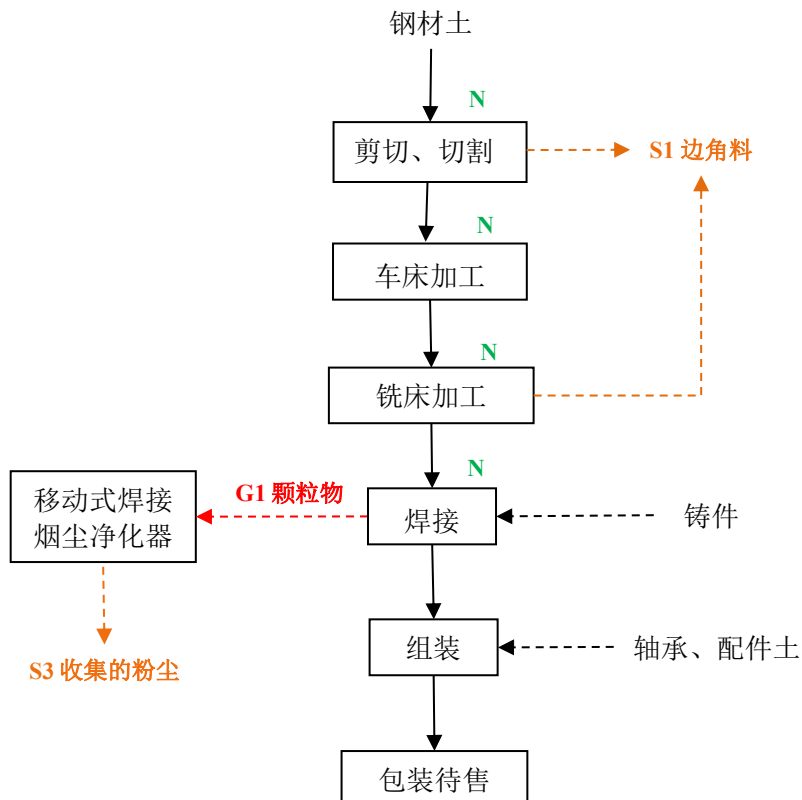 钢材土
N
剪切、切割
S1 边角料
N
车床加工
N
铣床加工
N
G1 颗粒物
移动式焊接
烟尘净化器
焊接
铸件
组装
轴承、配件土
S3 收集的粉尘
包装待售